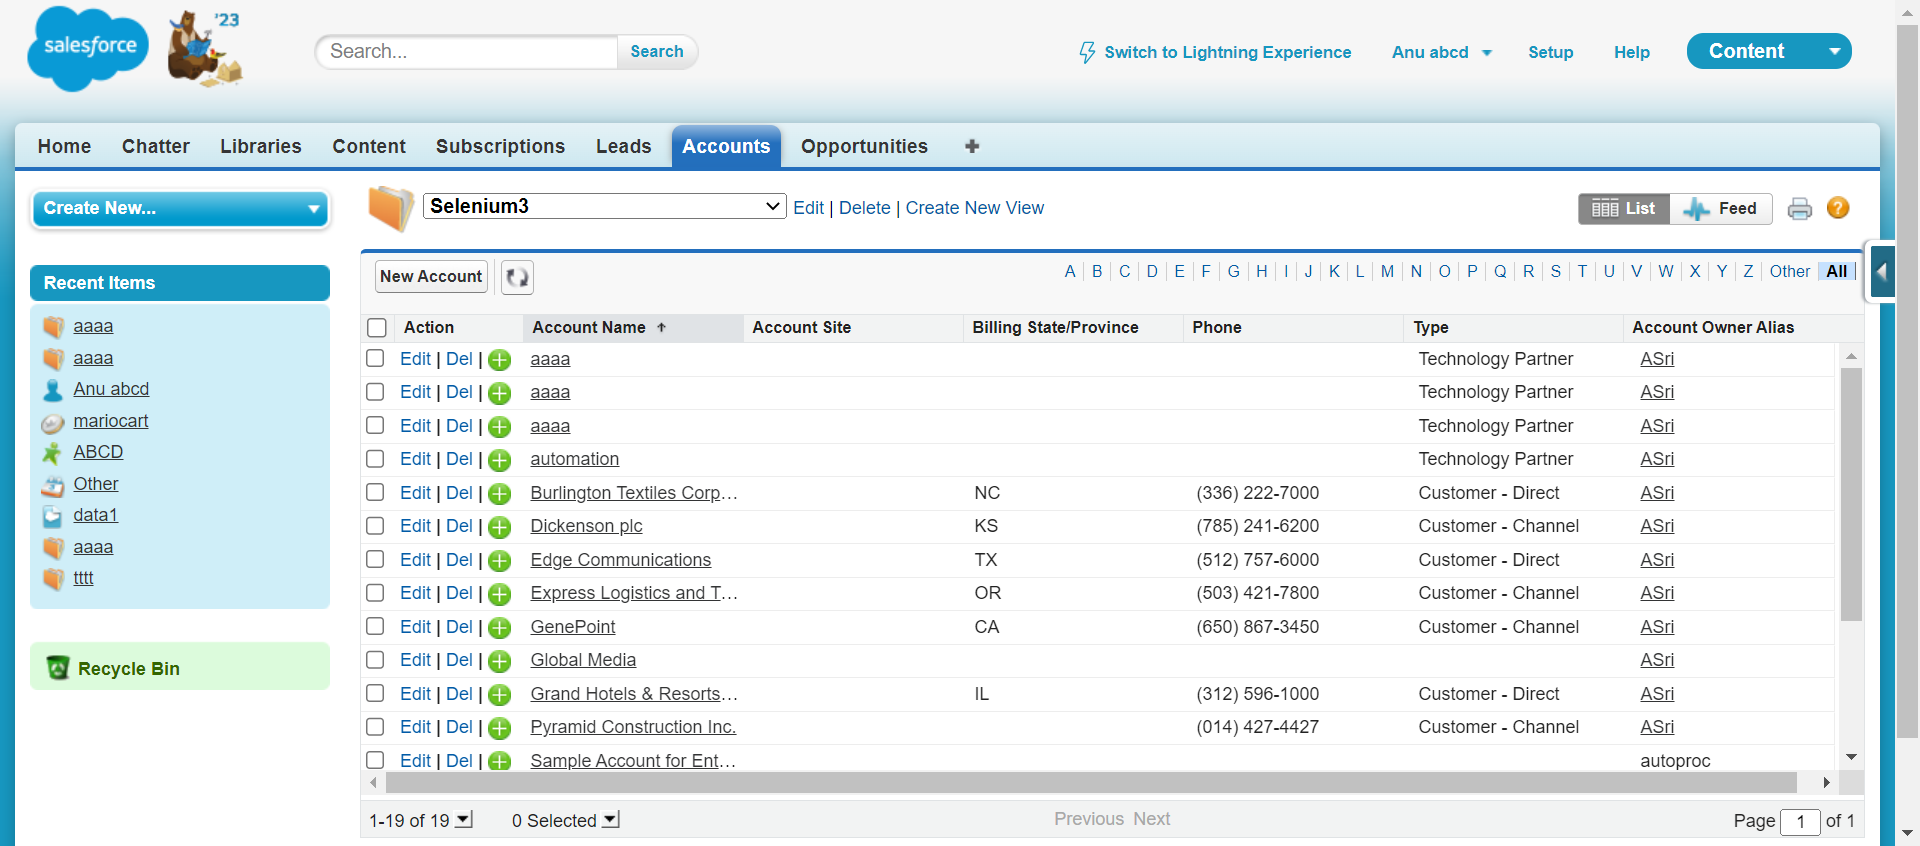 salesforce
'23
Search...
Search
Switch to Lightning Experience
Anu abcd
Setup
Help
Content
Home
Chatter
Libraries
Content
Subscriptions
Leads
Accounts
Opportunities
+
Create New...
Recent Items
aaaa
aaaa
Anu abcd
mariocart
ABCD
Other
data1
aaaa
tttt
Recycle Bin
Selenium3
Edit | Delete | Create New View
List
Feed
?
New Account
A B C D E F G H I J K L M N O P Q R S T U V W X Y Z Other All
Action Account Name Account Site Billing State/Province Phone Type Account Owner Alias
Edit | Del | aaaa Technology Partner ASri
Edit | Del | aaaa Technology Partner ASri
Edit | Del | aaaa Technology Partner ASri
Edit | Del | automation Technology Partner ASri
Edit | Del | Burlington Textiles Corp... NC (336) 222-7000 Customer - Direct ASri
Edit | Del | Dickenson plc KS (785) 241-6200 Customer - Channel ASri
Edit | Del | Edge Communications TX (512) 757-6000 Customer - Direct ASri
Edit | Del | Express Logistics and T... OR (503) 421-7800 Customer - Channel ASri
Edit | Del | GenePoint CA (650) 867-3450 Customer - Channel ASri
Edit | Del | Global Media ASri
Edit | Del | Grand Hotels & Resorts... IL (312) 596-1000 Customer - Direct ASri
Edit | Del | Pyramid Construction Inc. (014) 427-4427 Customer - Channel ASri
Edit | Del | Sample Account for Ent... autoproc
1-19 of 19
0 Selected
Previous Next
Page 1 of 1